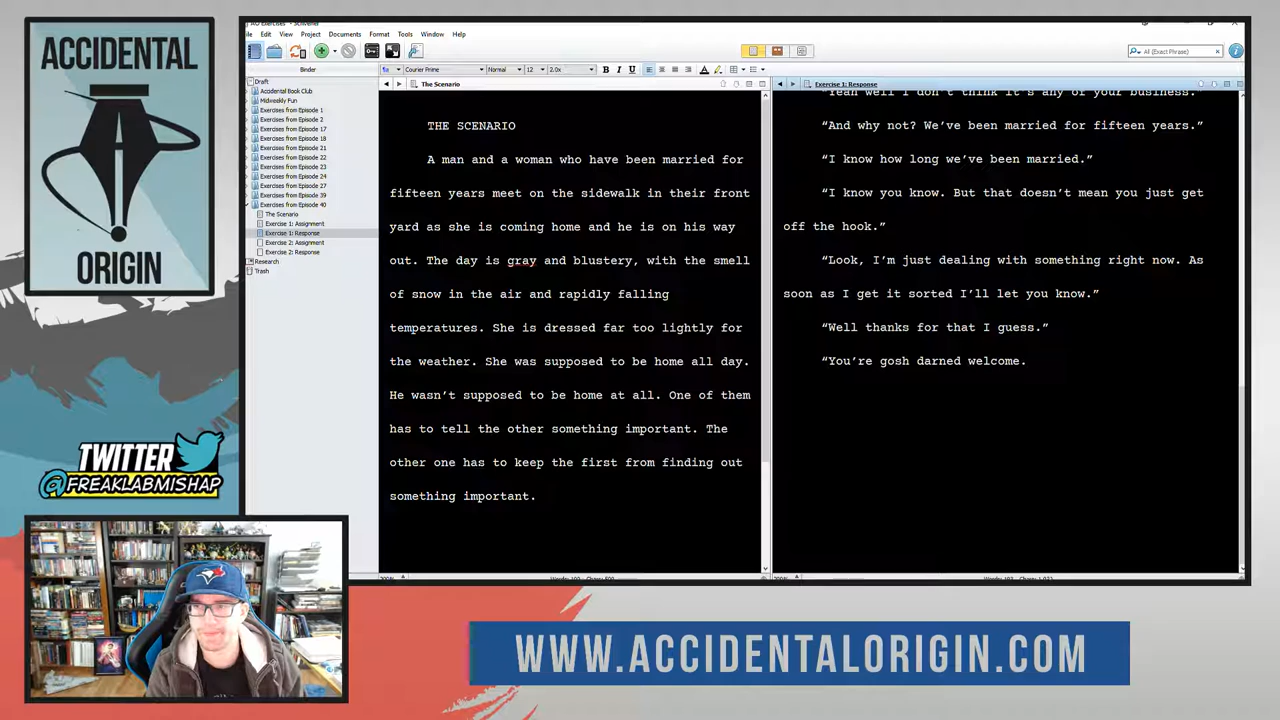 ACCIDENTAL
ORIGIN
TWITTER
@FREAKLABMISHAP
Edit View Project Documents Format Tools Window Help
All (Exact Phrase)
Binder
Courier Prime Normal 12 2.0x B I U
Draft
Accidental Book Club
Midweekly Fun
Exercises from Episode 1
Exercises from Episode 2
Exercises from Episode 17
Exercises from Episode 18
Exercises from Episode 21
Exercises from Episode 22
Exercises from Episode 23
Exercises from Episode 24
Exercises from Episode 27
Exercises from Episode 39
Exercises from Episode 40
The Scenario
Exercise 1: Assignment
Exercise 1: Response
Exercise 2: Assignment
Exercise 2: Response
Research
Trash
The Scenario
THE SCENARIO
A man and a woman who have been married for
fifteen years meet on the sidewalk in their front
yard as she is coming home and he is on his way
out. The day is gray and blustery, with the smell
of snow in the air and rapidly falling
temperatures. She is dressed far too lightly for
the weather. She was supposed to be home all day.
He wasn’t supposed to be home at all. One of them
has to tell the other something important. The
other one has to keep the first from finding out
something important.
Exercise 1: Response
“Yeah well I don’t think it’s any of your business.
“And why not? We’ve been married for fifteen years.”
“I know how long we’ve been married.”
“I know you know. But that doesn’t mean you just get
off the hook.”
“Look, I’m just dealing with something right now. As
soon as I get it sorted I’ll let you know.”
“Well thanks for that I guess.”
“You’re gosh darned welcome.
WWW.ACCIDENTALORIGIN.COM